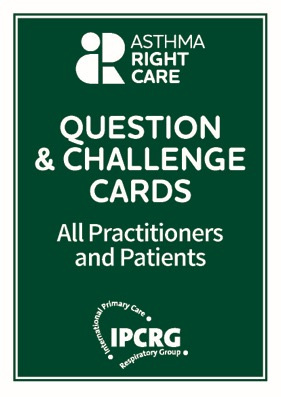 ASTHMA
RIGHT
CARE
QUESTION
& CHALLENGE
CARDS
All Practitioners
and Patients
International Primary Care
IPCRG
Respiratory Group